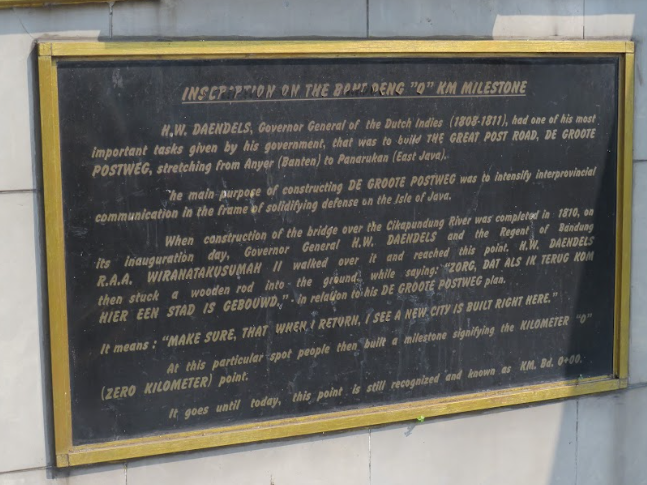 INSCRIPTION ON THE BANDOENG "0" KM MILESTONE
H.W. DAENDELS, Governor General of the Dutch Indies (1808-1811), had one of his most
important tasks given by his government, that was to build THE GREAT POST ROAD, DE GROOTE
POSTWEG, stretching from Anyer (Banten) to Panarukan (East Java).
The main purpose of constructing DE GROOTE POSTWEG was to intensify interprovincial
communication in the frame of solidifying defense on the Isle of Java.
When construction of the bridge over the Cikapundung River was completed in 1810, on
its inauguration day, Governor General H.W. DAENDELS and the Regent of Bandung
R.A.A. WIRANATAKUSUMAH II walked over it and reached this point. H.W. DAENDELS
then stuck a wooden rod into the ground, while saying: "ZORG, DAT ALS IK TERUG KOM
HIER EEN STAD IS GEBOUWD," in relation to his DE GROOTE POSTWEG plan.
It means : "MAKE SURE, THAT WHEN I RETURN, I SEE A NEW CITY IS BUILT RIGHT HERE."
At this particular spot people then built a milestone signifying the KILOMETER "0"
(ZERO KILOMETER) point.
It goes until today, this point is still recognized and known as KM. Bd. 0+00.